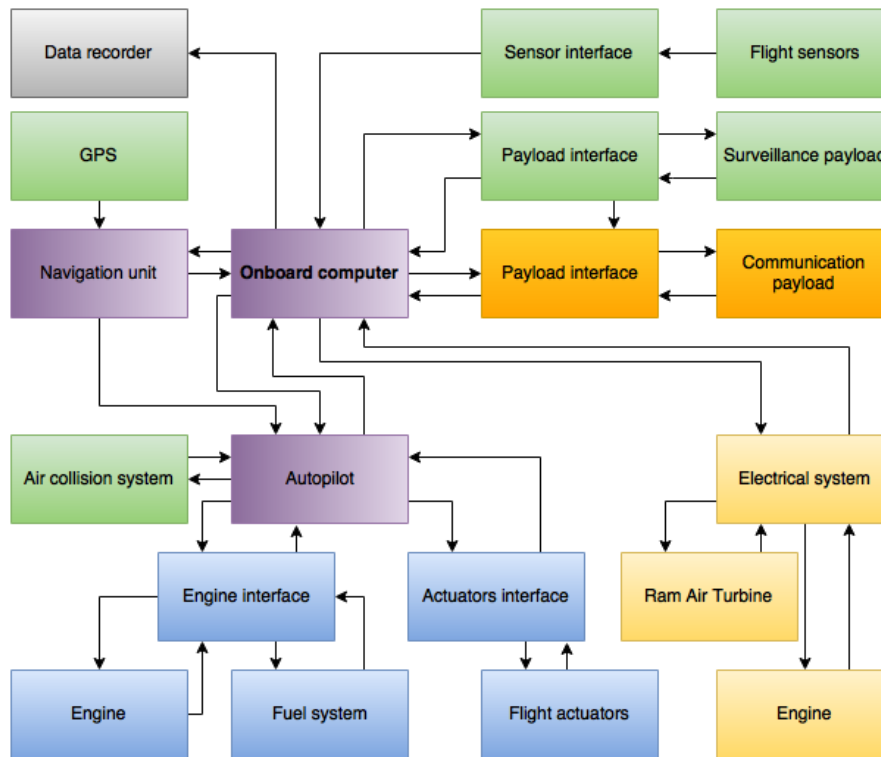 Data recorder
Sensor interface
Flight sensors
GPS
Payload interface
Surveillance payload
Navigation unit
Onboard computer
Payload interface
Communication
payload
Air collision system
Autopilot
Electrical system
Engine interface
Actuators interface
Ram Air Turbine
Engine
Fuel system
Flight actuators
Engine